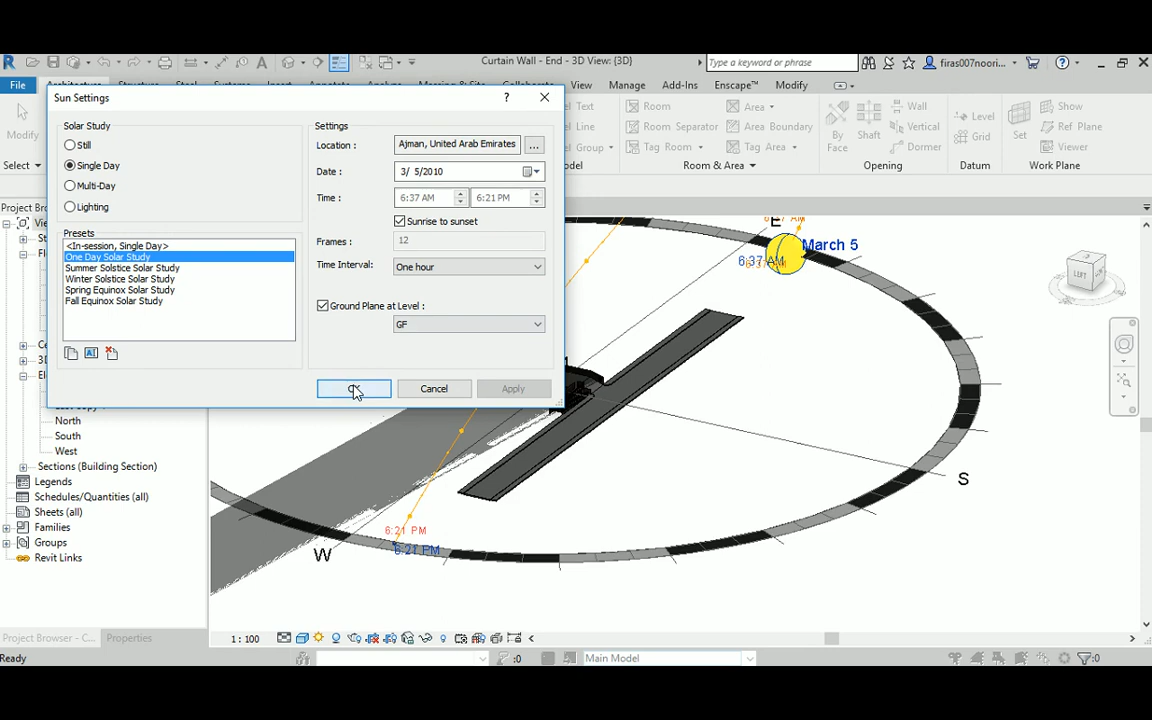 Curtain Wall - End - 3D View: {3D}
Type a keyword or phrase
firas007noori...
File
View
Manage
Add-Ins
Enscape™
Modify
Sun Settings
?
Solar Study
Still
Single Day
Multi-Day
Lighting
Presets
<In-session, Single Day>
One Day Solar Study
Summer Solstice Solar Study
Winter Solstice Solar Study
Spring Equinox Solar Study
Fall Equinox Solar Study
Settings
Location :
Ajman, United Arab Emirates
...
Date :
3/ 5/2010
Time :
6:37 AM
6:21 PM
Sunrise to sunset
Frames :
12
Time Interval:
One hour
Ground Plane at Level :
GF
Cancel
Apply
Modify
Select
Room
Room Separator
Tag Room
Area
Area Boundary
Tag Area
Room & Area
By
Face
Shaft
Wall
Vertical
Dormer
Opening
Level
Grid
Datum
Set
Show
Ref Plane
Viewer
Work Plane
North
South
West
Sections (Building Section)
Legends
Schedules/Quantities (all)
Sheets (all)
Families
Groups
Revit Links
Project Browser - C...
Properties
E
March 5
6:37 AM
LEFT
S
6:21 PM
6:21 PM
W
1 : 100
Ready
:0
Main Model
:0